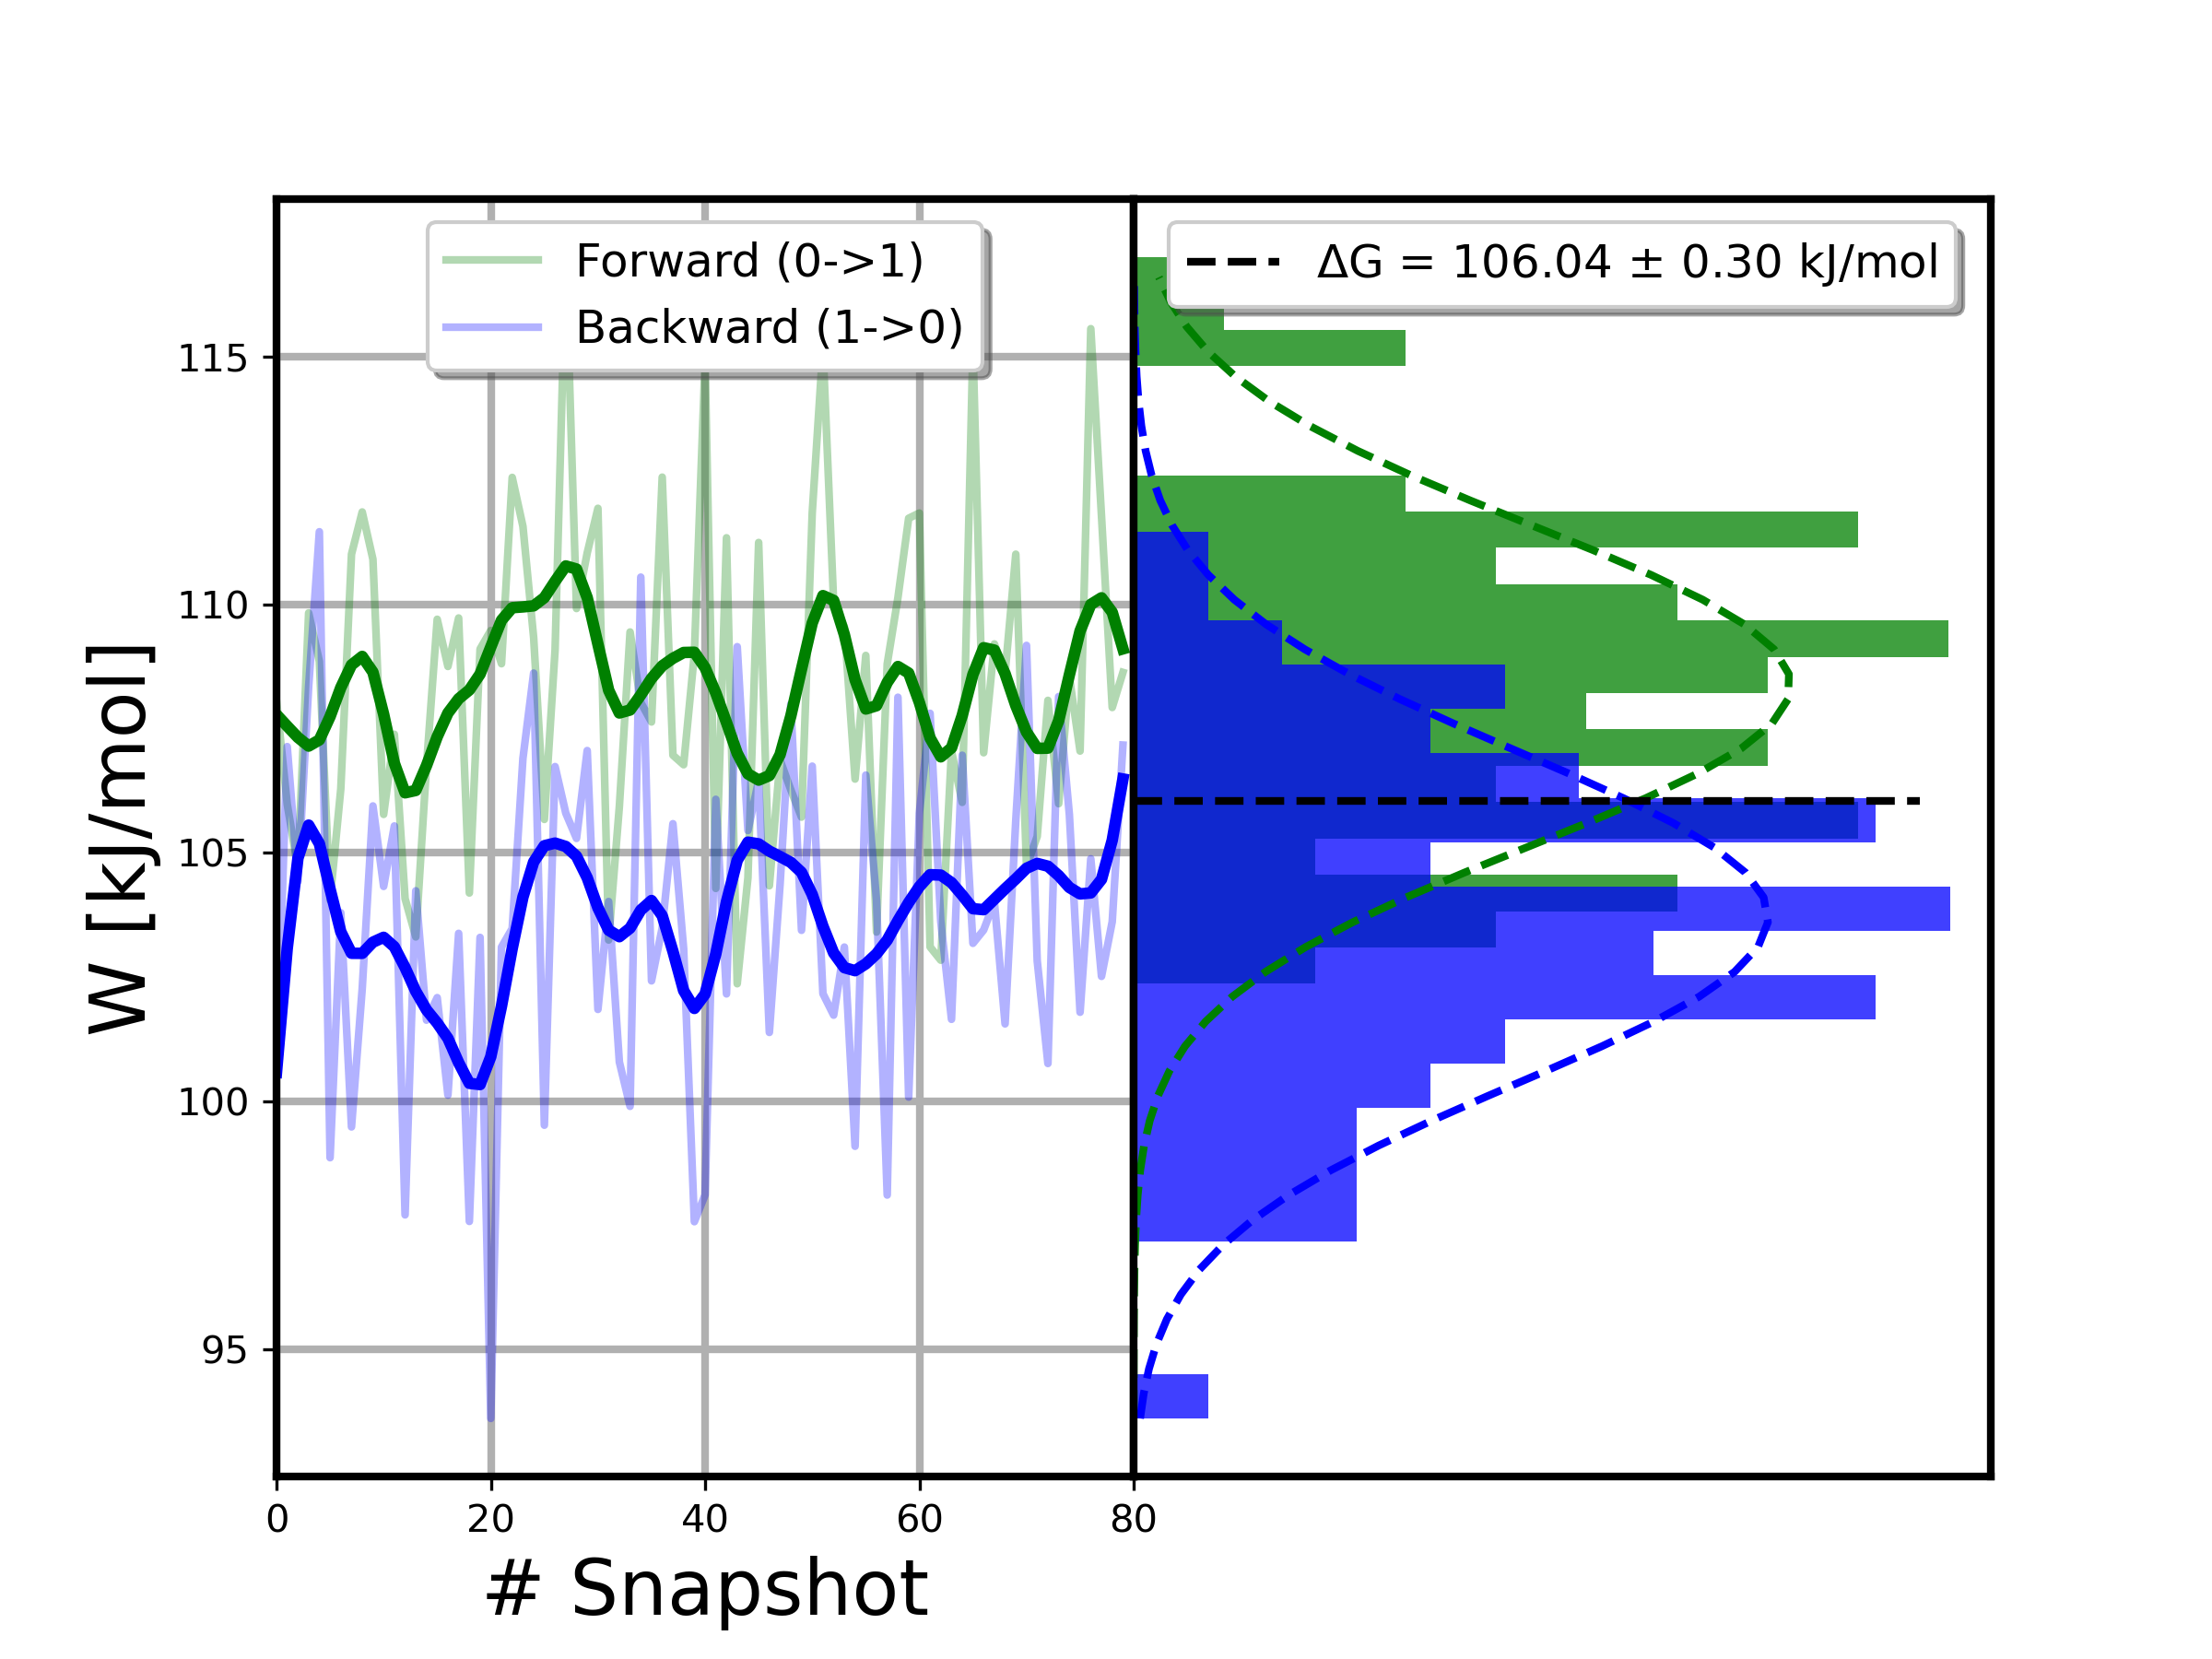 Forward (0->1)
Backward (1->0)
ΔG = 106.04 ± 0.30 kJ/mol
115
110
105
100
95
W [kJ/mol]
0 20 40 60 80
# Snapshot